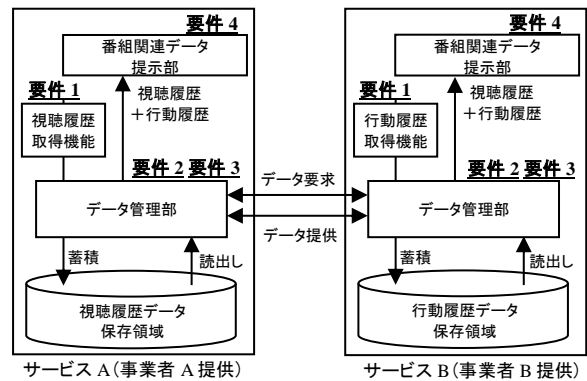 要件 4
番組関連データ
提示部
要件 1
視聴履歴
＋行動履歴
視聴履歴
取得機能
要件 2 要件 3
データ管理部
蓄積
読出し
視聴履歴データ
保存領域
サービス A（事業者 A 提供）
データ要求
データ提供
要件 4
番組関連データ
提示部
要件 1
視聴履歴
＋行動履歴
行動履歴
取得機能
要件 2 要件 3
データ管理部
蓄積
読出し
行動履歴データ
保存領域
サービス B（事業者 B 提供）